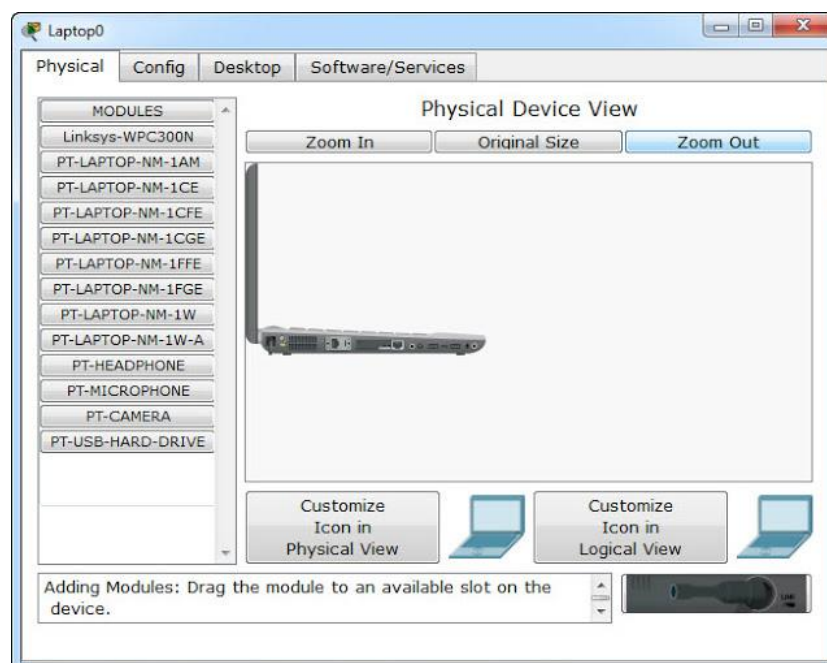 Laptop0
Physical Config Desktop Software/Services
MODULES
Linksys-WPC300N
PT-LAPTOP-NM-1AM
PT-LAPTOP-NM-1CE
PT-LAPTOP-NM-1CFE
PT-LAPTOP-NM-1CGE
PT-LAPTOP-NM-1FFE
PT-LAPTOP-NM-1FGE
PT-LAPTOP-NM-1W
PT-LAPTOP-NM-1W-A
PT-HEADPHONE
PT-MICROPHONE
PT-CAMERA
PT-USB-HARD-DRIVE
Physical Device View
Zoom In Original Size Zoom Out
Customize
Icon in
Physical View
Customize
Icon in
Logical View
Adding Modules: Drag the module to an available slot on the
device.